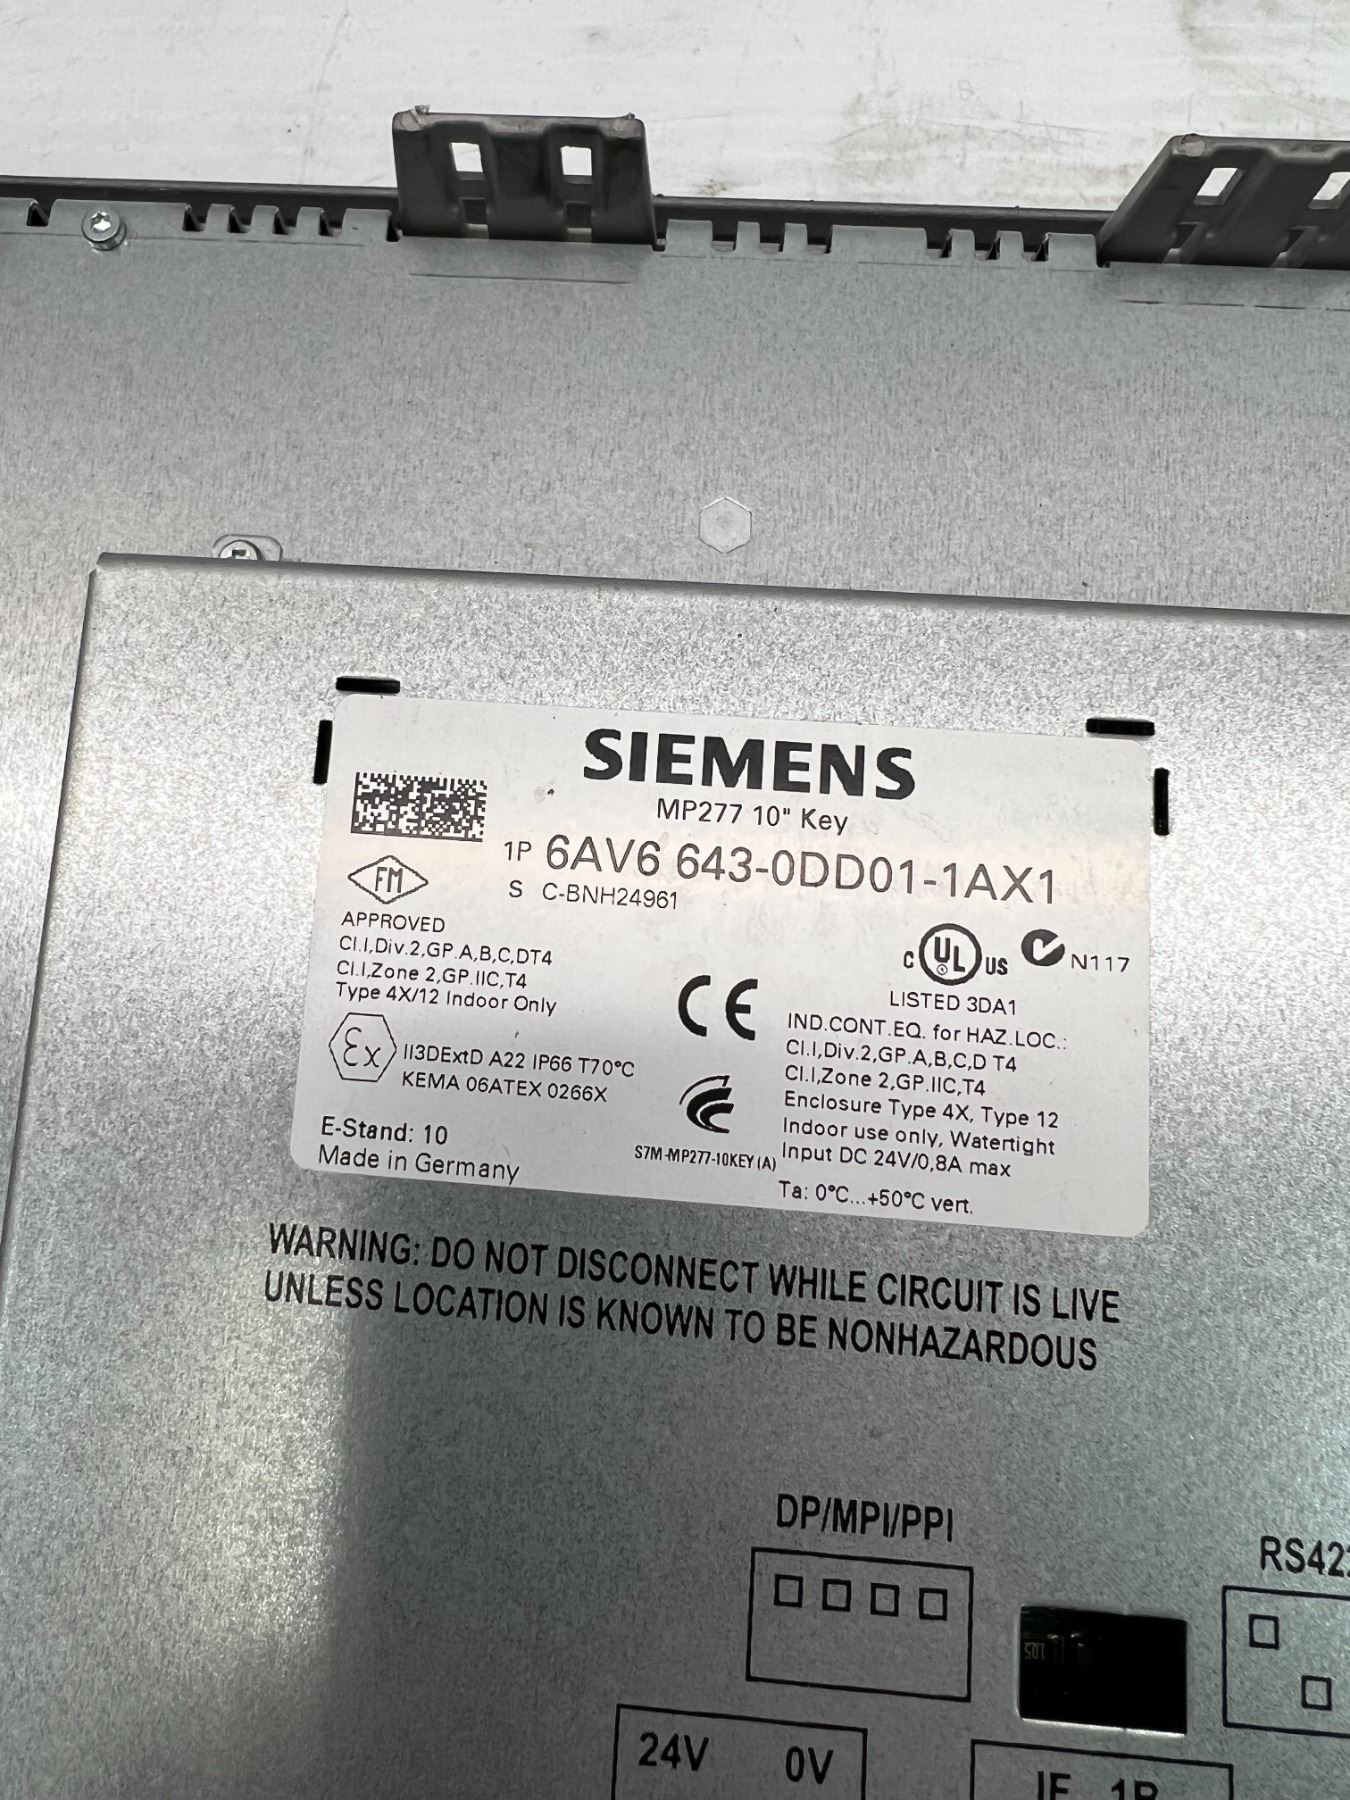 SIEMENS
MP277 10" Key
1P 6AV6 643-0DD01-1AX1
S C-BNH24961
FM
APPROVED
Cl.I,Div.2,GP.A,B,C,DT4
Cl.I,Zone 2,GP.IIC,T4
Type 4X/12 Indoor Only
Ex II3DExtD A22 IP66 T70°C
KEMA 06ATEX 0266X
E-Stand: 10
Made in Germany
CE
S7M-MP277-10KEY(A)
C UL US N117
LISTED 3DA1
IND.CONT.EQ. for HAZ.LOC.:
Cl.I,Div.2,GP.A,B,C,D T4
Cl.I,Zone 2,GP.IIC,T4
Enclosure Type 4X, Type 12
Indoor use only, Watertight
Input DC 24V/0,8A max
Ta: 0°C...+50°C vert.
WARNING: DO NOT DISCONNECT WHILE CIRCUIT IS LIVE
UNLESS LOCATION IS KNOWN TO BE NONHAZARDOUS
DP/MPI/PPI
RS422
105
24V 0V
IF 1B